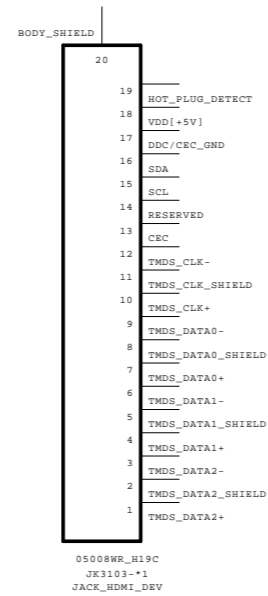 BODY_SHIELD
20
19
HOT_PLUG_DETECT
18
VDD[+5V]
17
DDC/CEC_GND
16
SDA
15
SCL
14
RESERVED
13
CEC
12
TMDS_CLK-
11
TMDS_CLK_SHIELD
10
TMDS_CLK+
9
TMDS_DATA0-
8
TMDS_DATA0_SHIELD
7
TMDS_DATA0+
6
TMDS_DATA1-
5
TMDS_DATA1_SHIELD
4
TMDS_DATA1+
3
TMDS_DATA2-
2
TMDS_DATA2_SHIELD
1
TMDS_DATA2+
05008WR_H19C
JK3103-*1
JACK_HDMI_DEV